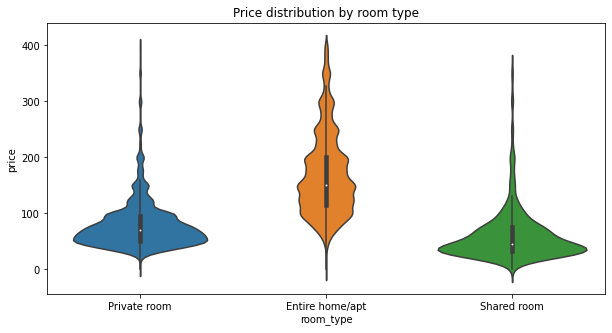 Price distribution by room type
400
300
200
100
0
price
Private room
Entire home/apt
Shared room
room_type